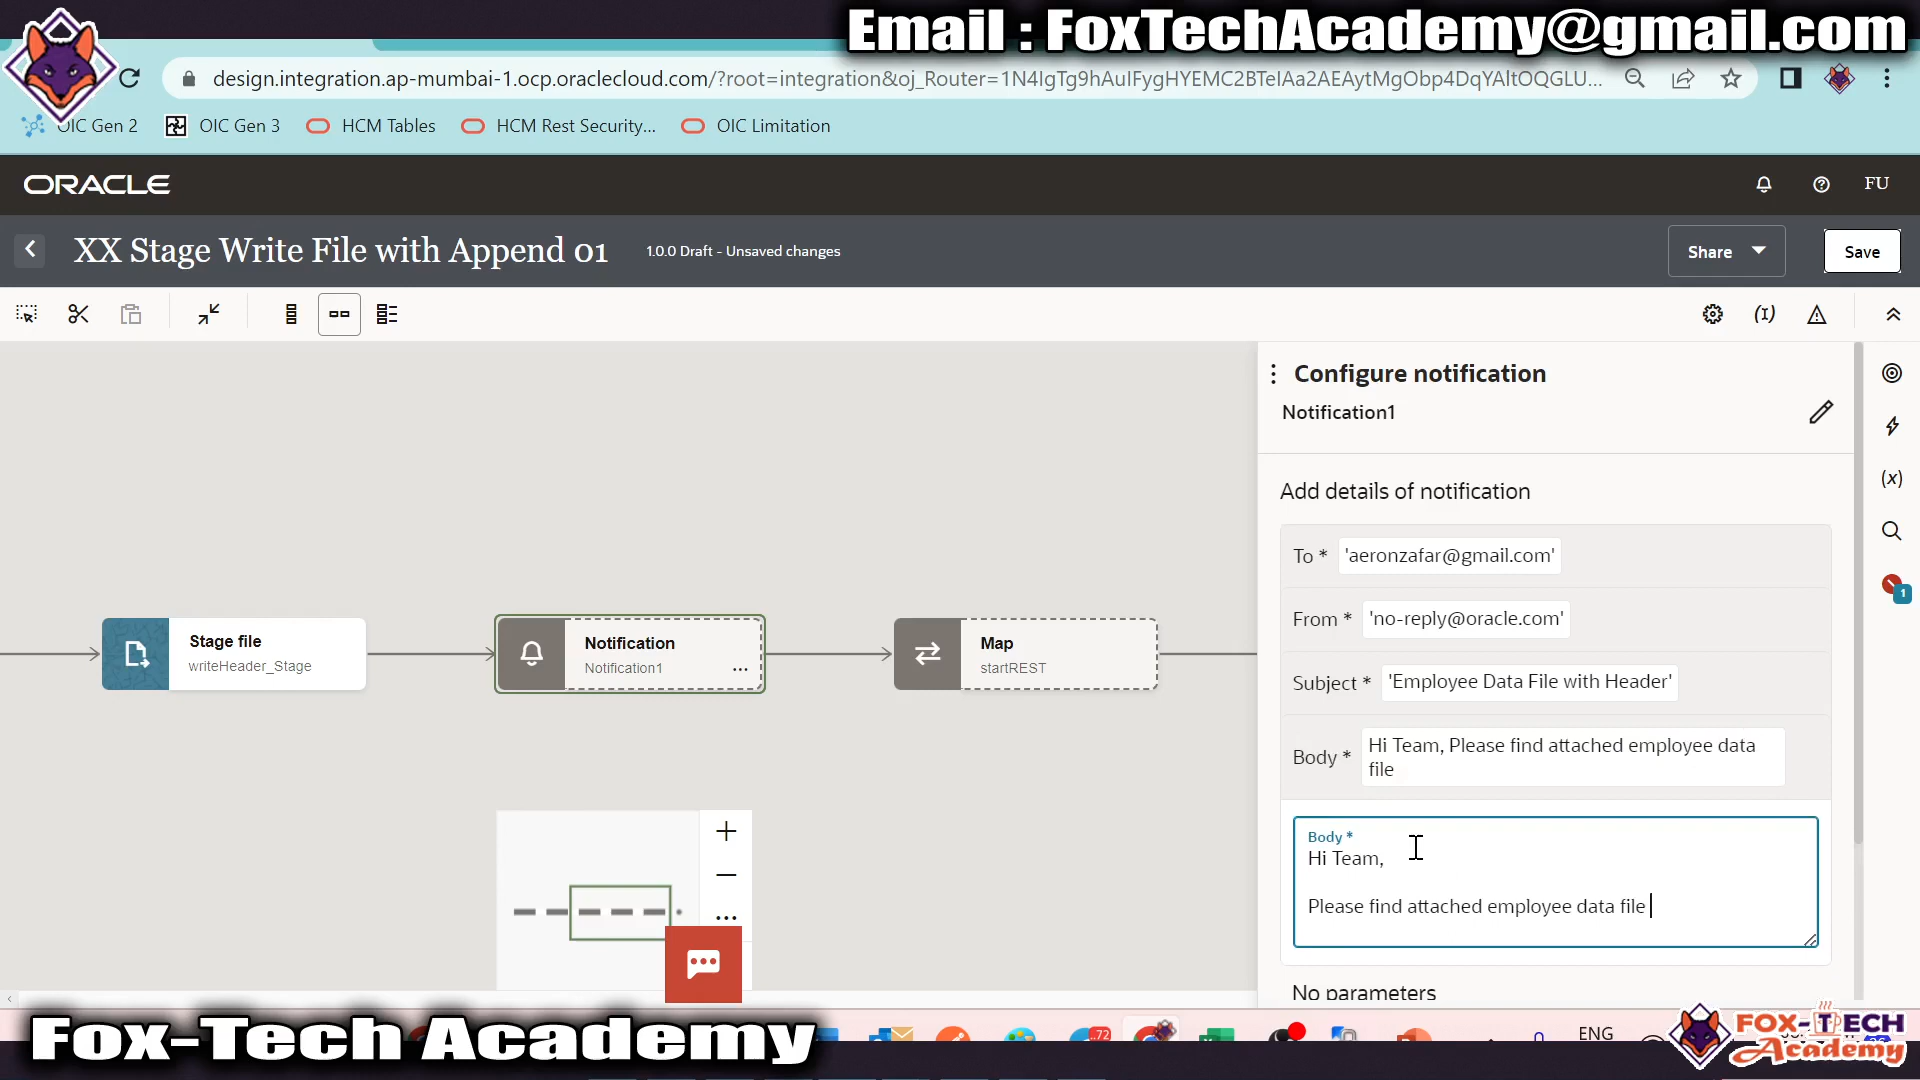 Email : FoxTechAcademy@gmail.com
design.integration.ap-mumbai-1.ocp.oraclecloud.com/?root=integration&oj_Router=1N4IgTg9hAuIFygHYEMC2BTeIAa2AEAytMgObp4DqYAltOQGLU...
OIC Gen 2
OIC Gen 3
HCM Tables
HCM Rest Security...
OIC Limitation
ORACLE
FU
XX Stage Write File with Append 01
1.0.0 Draft - Unsaved changes
Share
Save
Configure notification
Notification1
Add details of notification
To * 'aeronzafar@gmail.com'
From * 'no-reply@oracle.com'
Subject * 'Employee Data File with Header'
Body * Hi Team, Please find attached employee data
file
Body *
Hi Team,
Please find attached employee data file
No parameters
Stage file
writeHeader_Stage
Notification
Notification1
Map
startREST
(x)
1
Fox-Tech Academy
72
ENG
FOX-TECH
Academy